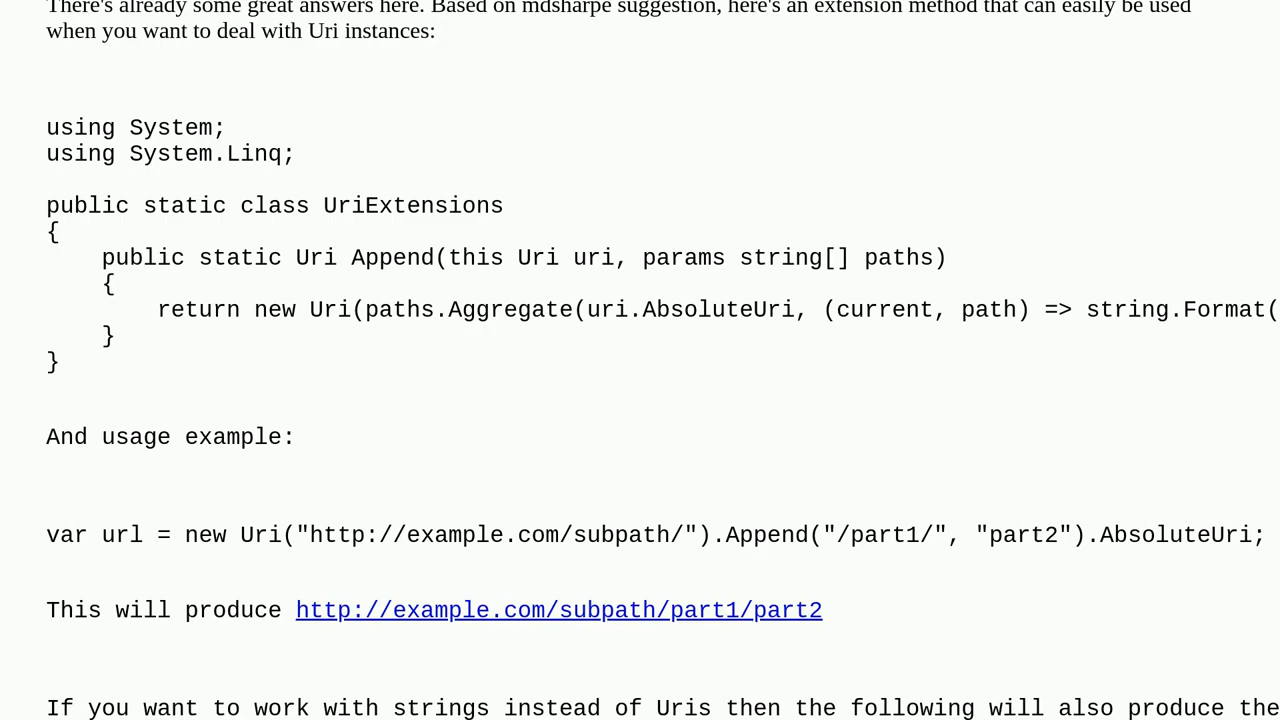 There's already some great answers here. Based on mdsharpe suggestion, here's an extension method that can easily be used
when you want to deal with Uri instances:
using System;
using System.Linq;
public static class UriExtensions
{
    public static Uri Append(this Uri uri, params string[] paths)
    {
        return new Uri(paths.Aggregate(uri.AbsoluteUri, (current, path) => string.Format(
    }
}
And usage example:
var url = new Uri("http://example.com/subpath/").Append("/part1/", "part2").AbsoluteUri;
This will produce http://example.com/subpath/part1/part2
If you want to work with strings instead of Uris then the following will also produce the